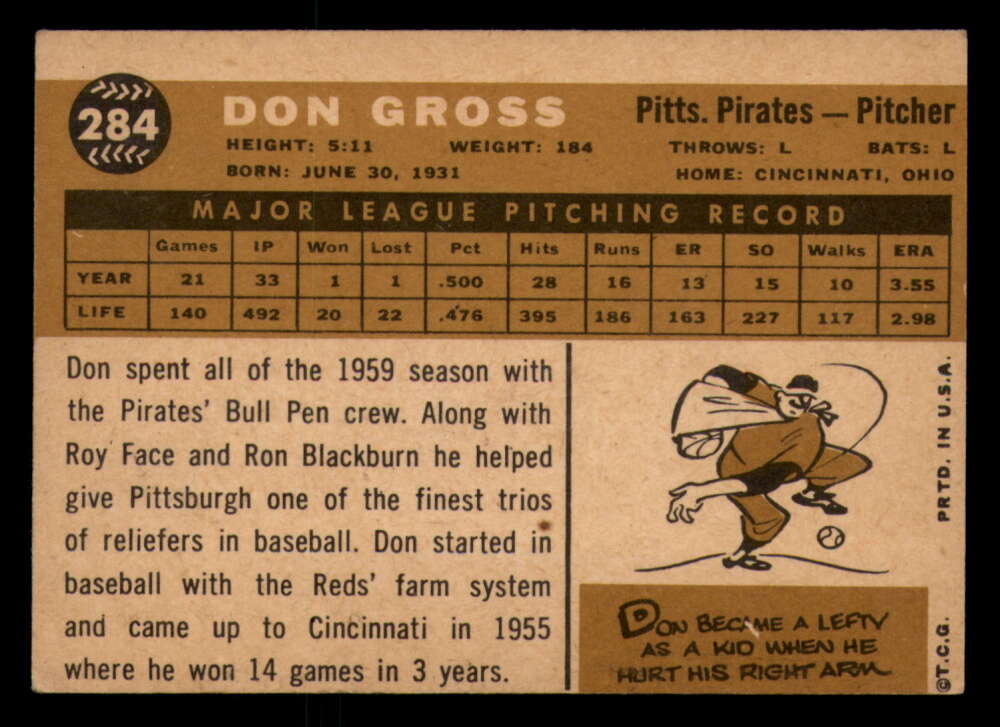 284
DON GROSS
Pitts. Pirates — Pitcher
HEIGHT: 5:11 WEIGHT: 184 THROWS: L BATS: L
BORN: JUNE 30, 1931 HOME: CINCINNATI, OHIO
MAJOR LEAGUE PITCHING RECORD
Games IP Won Lost Pct Hits Runs ER SO Walks ERA
YEAR 21 33 1 1 .500 28 16 13 15 10 3.55
LIFE 140 492 20 22 .476 395 186 163 227 117 2.98
Don spent all of the 1959 season with
the Pirates' Bull Pen crew. Along with
Roy Face and Ron Blackburn he helped
give Pittsburgh one of the finest trios
of reliefers in baseball. Don started in
baseball with the Reds' farm system
and came up to Cincinnati in 1955
where he won 14 games in 3 years.
DON BECAME A LEFTY
AS A KID WHEN HE
HURT HIS RIGHT ARM
©T.C.G. PRTD. IN U.S.A.